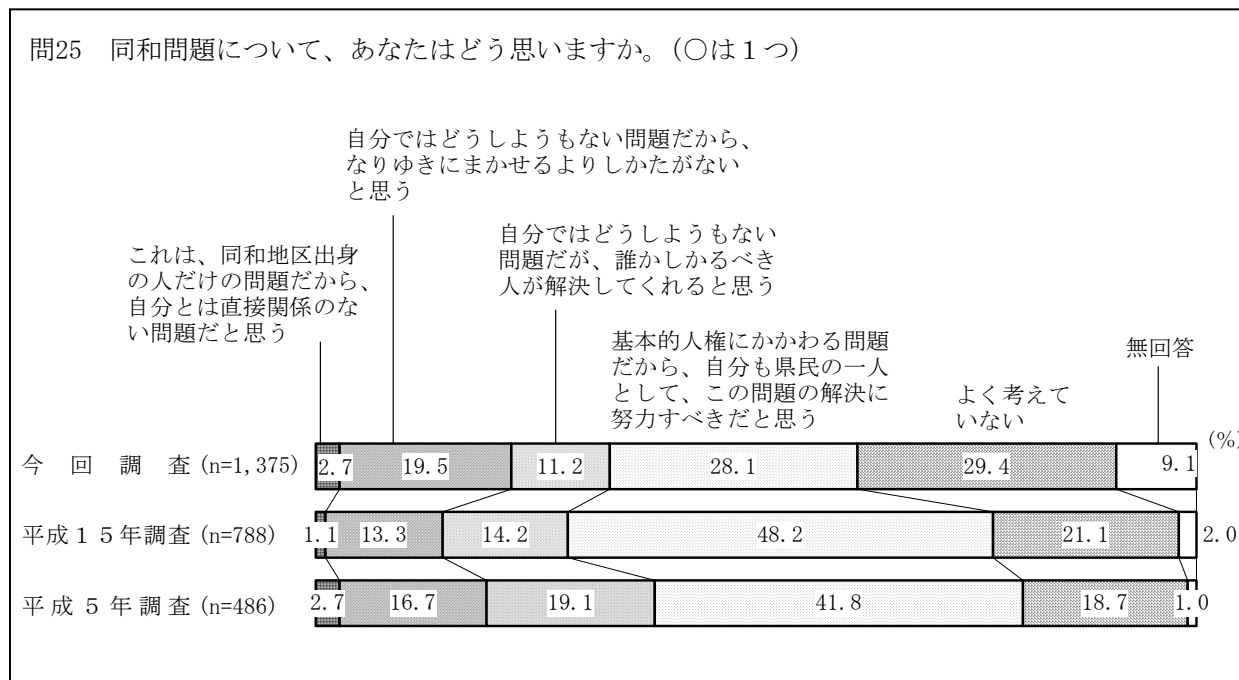 問25　同和問題について、あなたはどう思いますか。（○は１つ）
自分ではどうしようもない問題だから、
なりゆきにまかせるよりしかたがない
と思う
これは、同和地区出身
の人だけの問題だから、
自分とは直接関係のな
い問題だと思う
自分ではどうしようもない
問題だが、誰かしかるべき
人が解決してくれると思う
基本的人権にかかわる問題
だから、自分も県民の一人
として、この問題の解決に
努力すべきだと思う
よく考えて
いない
無回答
(%)
今回調査 (n=1,375) 2.7 19.5 11.2 28.1 29.4 9.1
平成１５年調査 (n=788) 1.1 13.3 14.2 48.2 21.1 2.0
平成５年調査 (n=486) 2.7 16.7 19.1 41.8 18.7 1.0